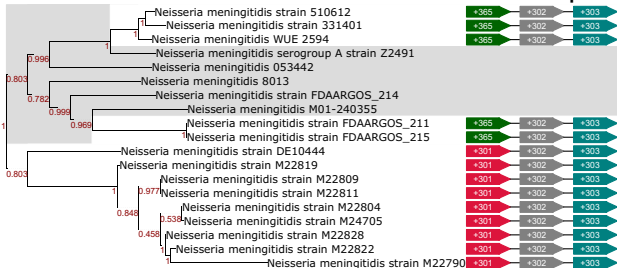 Neisseria meningitidis strain 510612 +365 +302 +303
Neisseria meningitidis strain 331401 +365 +302 +303
1
Neisseria meningitidis WUE 2594 +365 +302 +303
1
Neisseria meningitidis serogroup A strain Z2491
0.996
Neisseria meningitidis 053442
0.803
Neisseria meningitidis 8013
Neisseria meningitidis strain FDAARGOS_214
0.782
Neisseria meningitidis M01-240355
0.999
Neisseria meningitidis strain FDAARGOS_211 +365 +302 +303
0.969
1
Neisseria meningitidis strain FDAARGOS_215 +365 +302 +303
1
Neisseria meningitidis strain DE10444 +301 +302 +303
Neisseria meningitidis strain M22819 +301 +302 +303
0.803
Neisseria meningitidis strain M22809 +301 +302 +303
1
0.977
Neisseria meningitidis strain M22811 +301 +302 +303
Neisseria meningitidis strain M22804 +301 +302 +303
0.848
0.538
Neisseria meningitidis strain M24705 +301 +302 +303
Neisseria meningitidis strain M22828 +301 +302 +303
0.458
Neisseria meningitidis strain M22822 +301 +302 +303
1
Neisseria meningitidis strain M22790 +301 +302 +303